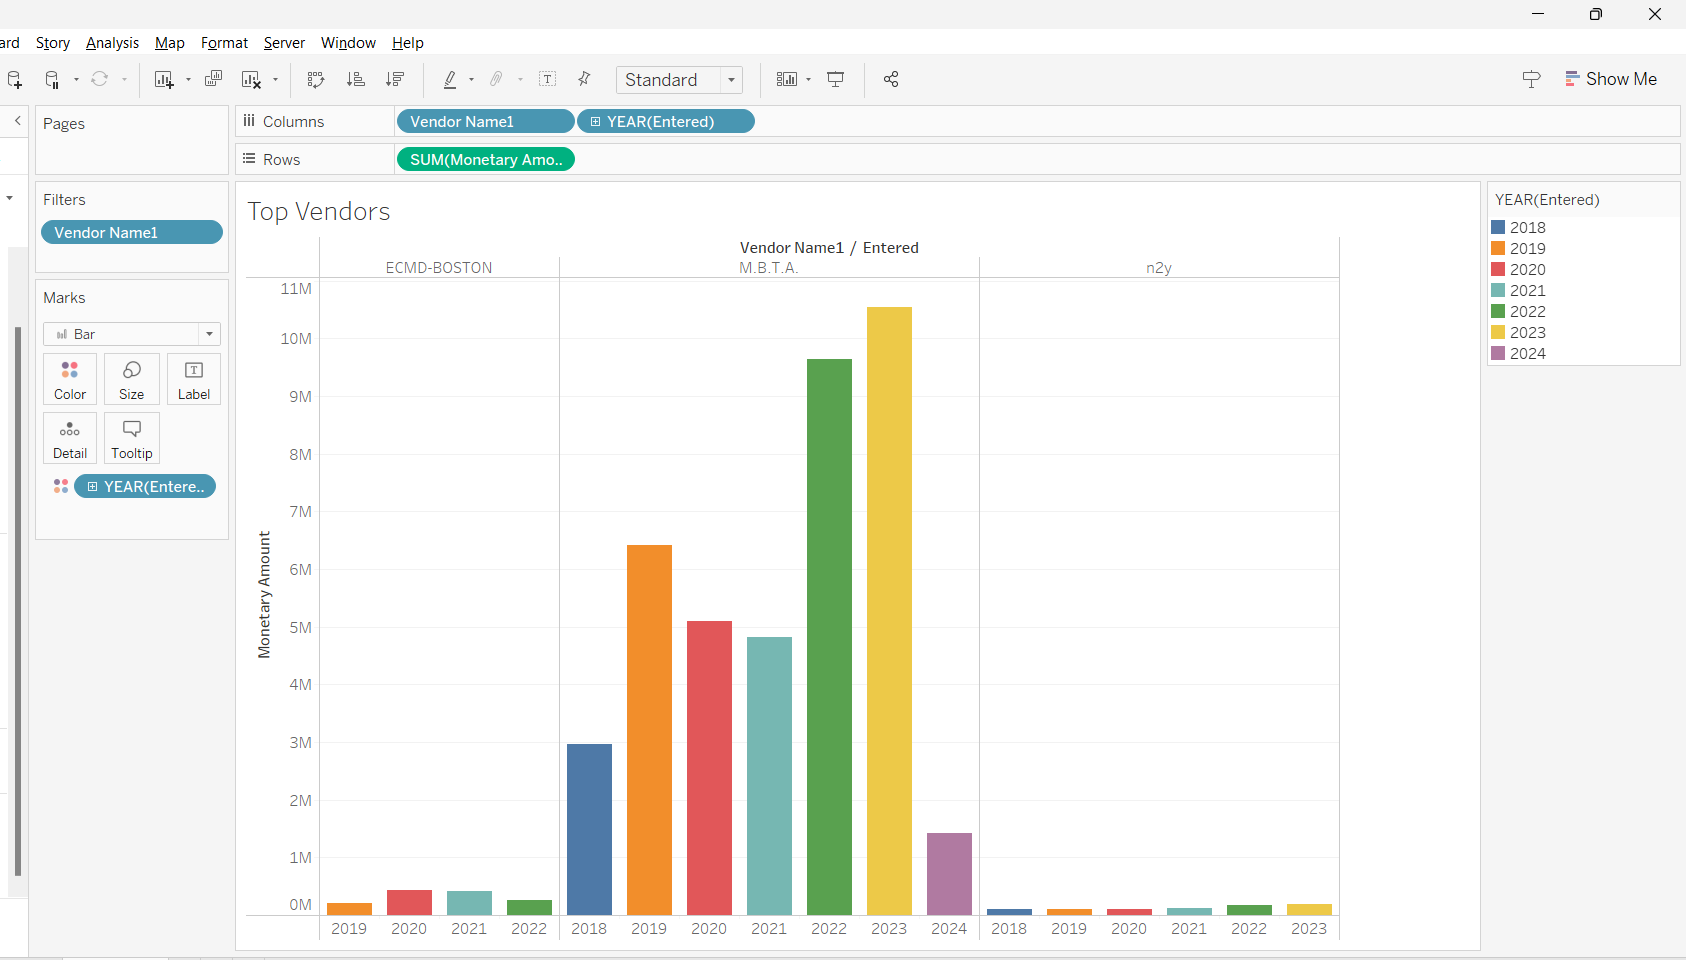 ard Story Analysis Map Format Server Window Help
Standard
Show Me
Pages
Columns Vendor Name1 YEAR(Entered)
Rows SUM(Monetary Amo..
Filters
Vendor Name1
Marks
Bar
Color Size Label
Detail Tooltip
YEAR(Entere..
Top Vendors
Vendor Name1 / Entered
ECMD-BOSTON M.B.T.A. n2y
11M
10M
9M
8M
7M
6M
5M
4M
3M
2M
1M
0M
Monetary Amount
2019 2020 2021 2022 2018 2019 2020 2021 2022 2023 2024 2018 2019 2020 2021 2022 2023
YEAR(Entered)
2018
2019
2020
2021
2022
2023
2024